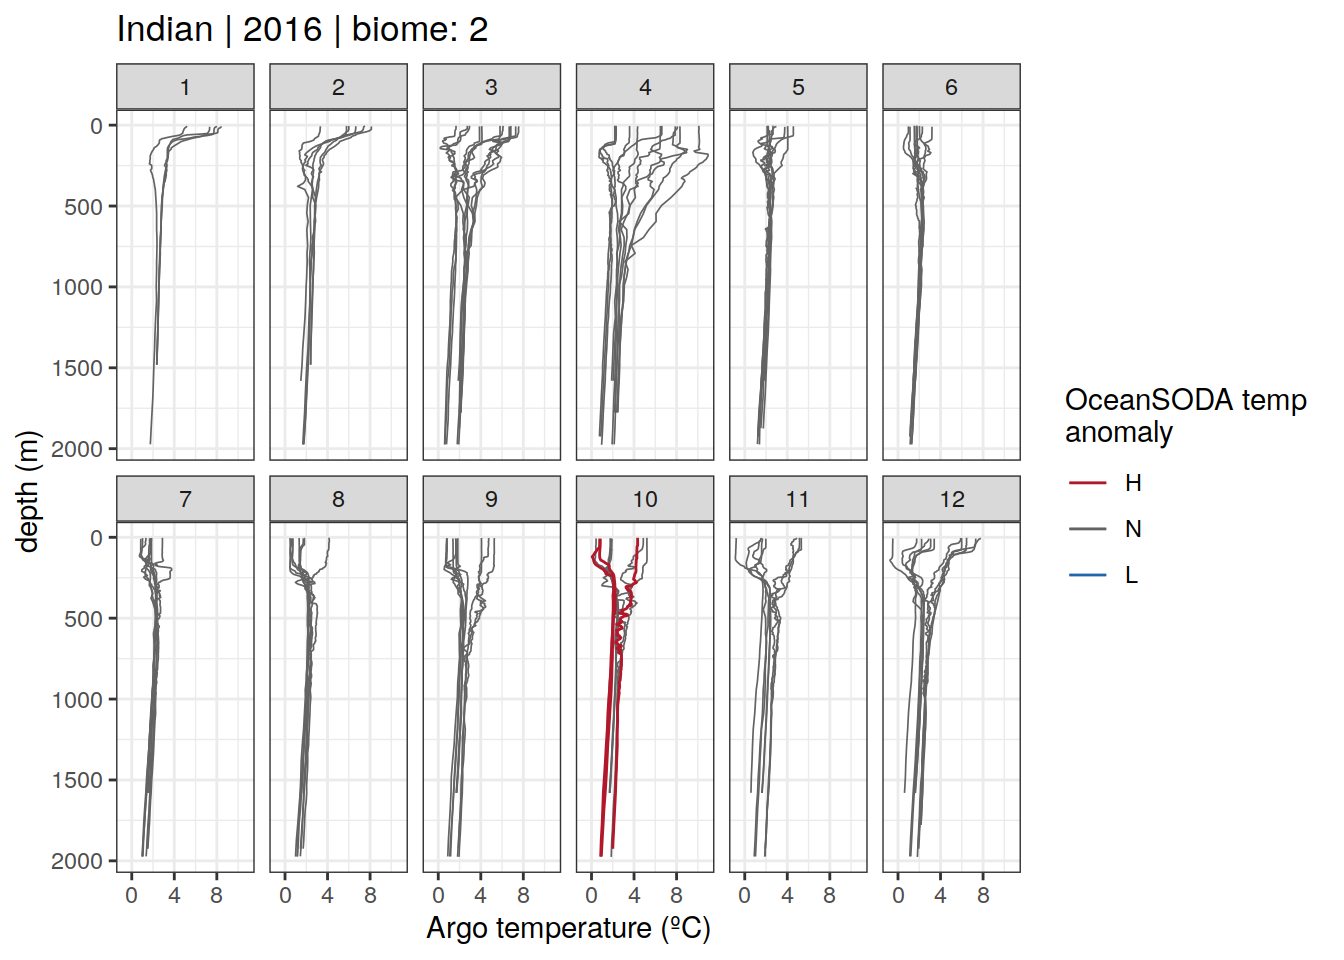 Indian | 2016 | biome: 2
1 2 3 4 5 6
0
500
1000
1500
2000
7 8 9 10 11 12
0
500
1000
1500
2000
0 4 8 0 4 8 0 4 8 0 4 8 0 4 8 0 4 8
Argo temperature (ºC)
depth (m)
OceanSODA temp
anomaly
H
N
L